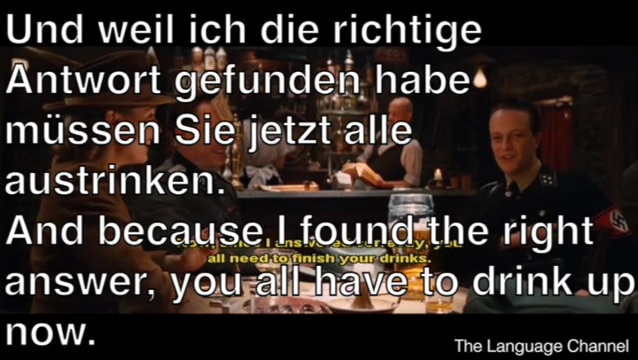 Und weil ich die richtige
Antwort gefunden habe
müssen Sie jetzt alle
austrinken.
And because I found the right
answer, you all have to drink up
now.
all need to finish your drinks.
The Language Channel